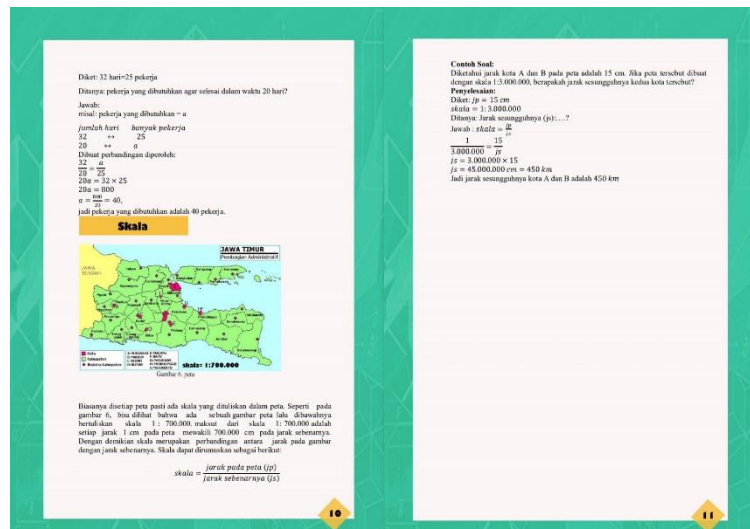 Diket: 32 hari=25 pekerja
Ditanya: pekerja yang dibutuhkan agar selesai dalam waktu 20 hari?
Jawab:
misal: pekerja yang dibutuhkan = a
jumlah hari banyak pekerja
32 ↔ 25
20 ↔ a
Dibuat perbandingan diperoleh:
32/20 = a/25
20a = 32 × 25
20a = 800
a = 800/20 = 40,
jadi pekerja yang dibutuhkan adalah 40 pekerja.
Skala
JAWA TIMUR
Pembagian Administratif
JAWA
TENGAH
Kota
Kabupaten
skala= 1:700.000
Gambar 6. peta
Biasanya disetiap peta pasti ada skala yang dituliskan dalam peta. Seperti pada
gambar 6, bisa dilihat bahwa ada sebuah gambar peta lalu dibawahnya
bertuliskan skala 1 : 700.000. maksut dari skala 1: 700.000 adalah
setiap jarak 1 cm pada peta mewakili 700.000 cm pada jarak sebenarnya.
Dengan demikian skala merupakan perbandingan antara jarak pada gambar
dengan jarak sebenarnya. Skala dapat dirumuskan sebagai berikut:
skala = jarak pada peta (jp)/jarak sebenarnya (js)
10
Contoh Soal:
Diketahui jarak kota A dan B pada peta adalah 15 cm. Jika peta tersebut dibuat
dengan skala 1:3.000.000, berapakah jarak sesungguhnya kedua kota tersebut?
Penyelesaian:
Diket: jp = 15 cm
skala = 1: 3.000.000
Ditanya: Jarak sesungguhnya (js):....?
Jawab : skala = jp/js
1/3.000.000 = 15/js
js = 3.000.000 × 15
js = 45.000.000 cm = 450 km
Jadi jarak sesungguhnya kota A dan B adalah 450 km
11